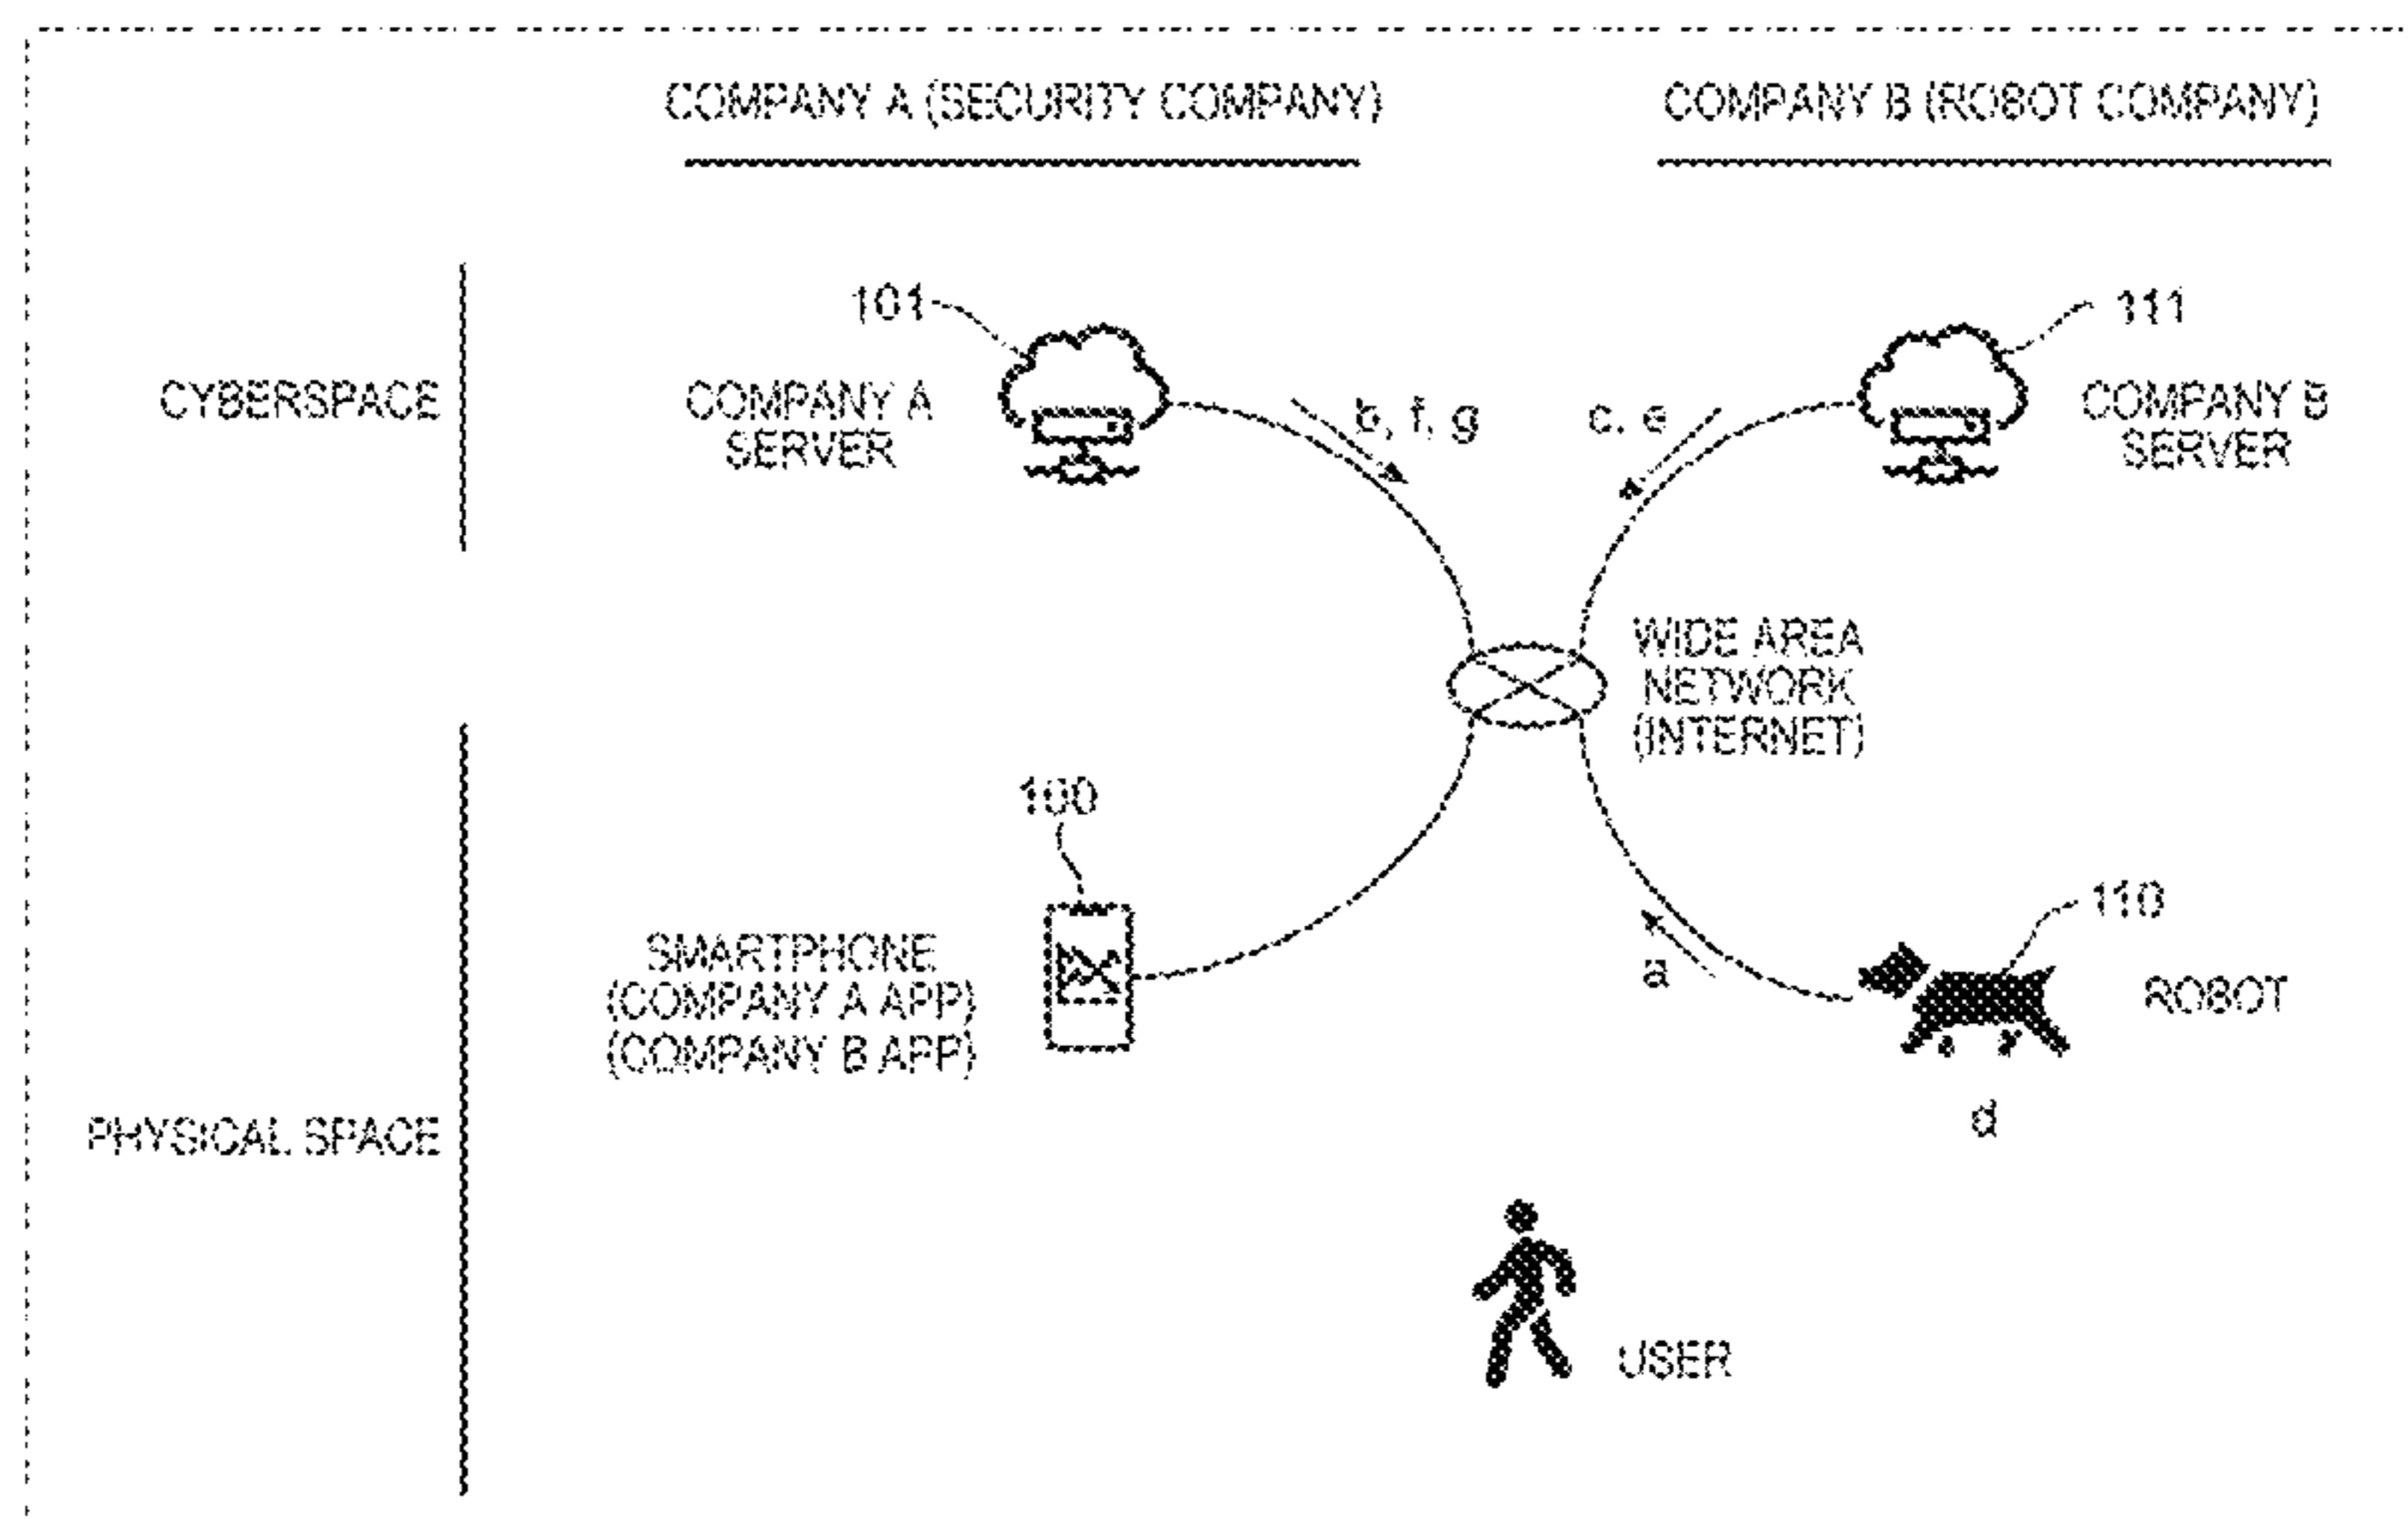 COMPANY A (SECURITY COMPANY)
COMPANY B (ROBOT COMPANY)
101
111
CYBERSPACE
COMPANY A
SERVER
b, f, g
c, e
COMPANY B
SERVER
WIDE AREA
NETWORK
(INTERNET)
100
110
SMARTPHONE
(COMPANY A APP)
(COMPANY B APP)
a
ROBOT
d
PHYSICAL SPACE
USER